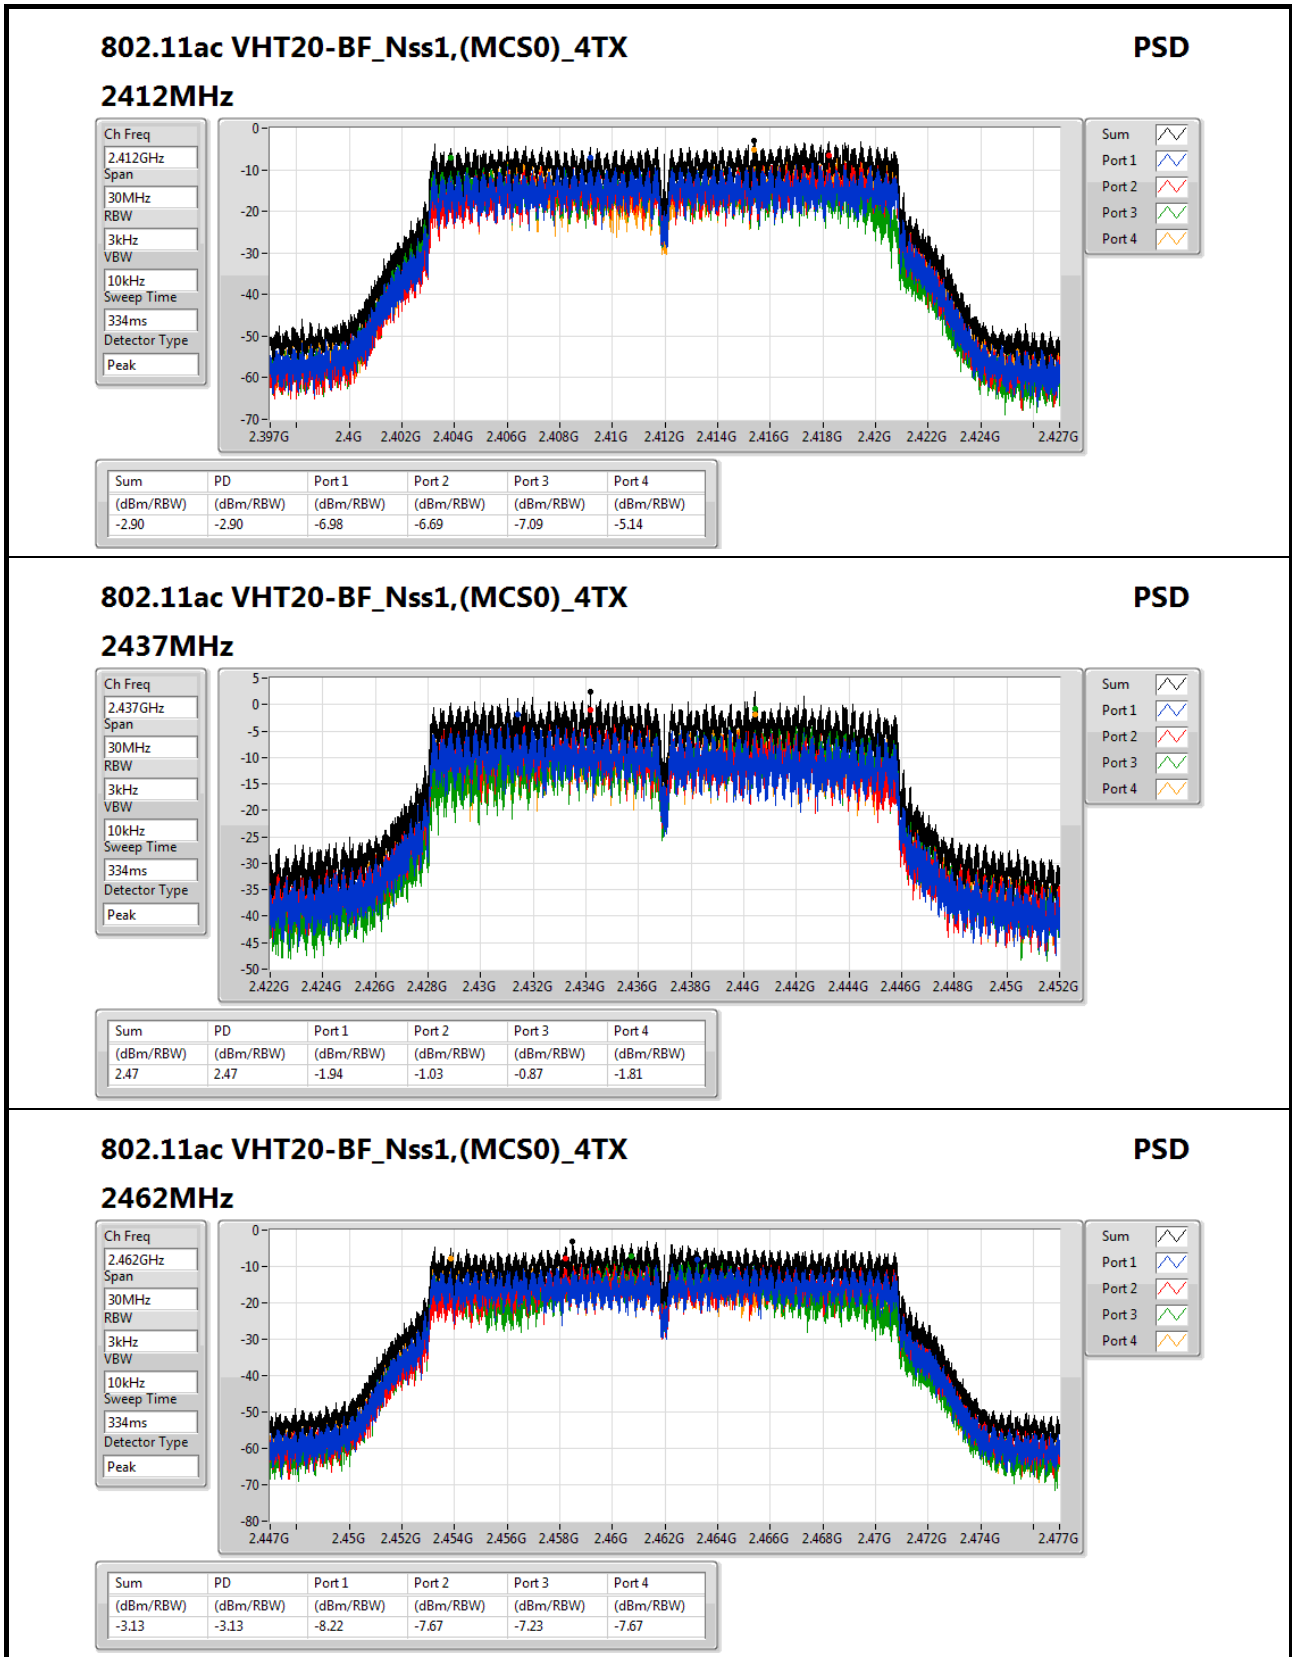 802.11ac VHT20-BF_Nss1,(MCS0)_4TX PSD
2412MHz
Ch Freq
2.412GHz
Span
30MHz
RBW
3kHz
VBW
10kHz
Sweep Time
334ms
Detector Type
Peak
0
-10
-20
-30
-40
-50
-60
-70
2.397G 2.4G 2.402G 2.404G 2.406G 2.408G 2.41G 2.412G 2.414G 2.416G 2.418G 2.42G 2.422G 2.424G 2.427G
Sum
Port 1
Port 2
Port 3
Port 4
Sum PD Port 1 Port 2 Port 3 Port 4
(dBm/RBW) (dBm/RBW) (dBm/RBW) (dBm/RBW) (dBm/RBW) (dBm/RBW)
-2.90 -2.90 -6.98 -6.69 -7.09 -5.14
802.11ac VHT20-BF_Nss1,(MCS0)_4TX PSD
2437MHz
Ch Freq
2.437GHz
Span
30MHz
RBW
3kHz
VBW
10kHz
Sweep Time
334ms
Detector Type
Peak
5
0
-5
-10
-15
-20
-25
-30
-35
-40
-45
-50
2.422G 2.424G 2.426G 2.428G 2.43G 2.432G 2.434G 2.436G 2.438G 2.44G 2.442G 2.444G 2.446G 2.448G 2.45G 2.452G
Sum
Port 1
Port 2
Port 3
Port 4
Sum PD Port 1 Port 2 Port 3 Port 4
(dBm/RBW) (dBm/RBW) (dBm/RBW) (dBm/RBW) (dBm/RBW) (dBm/RBW)
2.47 2.47 -1.94 -1.03 -0.87 -1.81
802.11ac VHT20-BF_Nss1,(MCS0)_4TX PSD
2462MHz
Ch Freq
2.462GHz
Span
30MHz
RBW
3kHz
VBW
10kHz
Sweep Time
334ms
Detector Type
Peak
0
-10
-20
-30
-40
-50
-60
-70
-80
2.447G 2.45G 2.452G 2.454G 2.456G 2.458G 2.46G 2.462G 2.464G 2.466G 2.468G 2.47G 2.472G 2.474G 2.477G
Sum
Port 1
Port 2
Port 3
Port 4
Sum PD Port 1 Port 2 Port 3 Port 4
(dBm/RBW) (dBm/RBW) (dBm/RBW) (dBm/RBW) (dBm/RBW) (dBm/RBW)
-3.13 -3.13 -8.22 -7.67 -7.23 -7.67